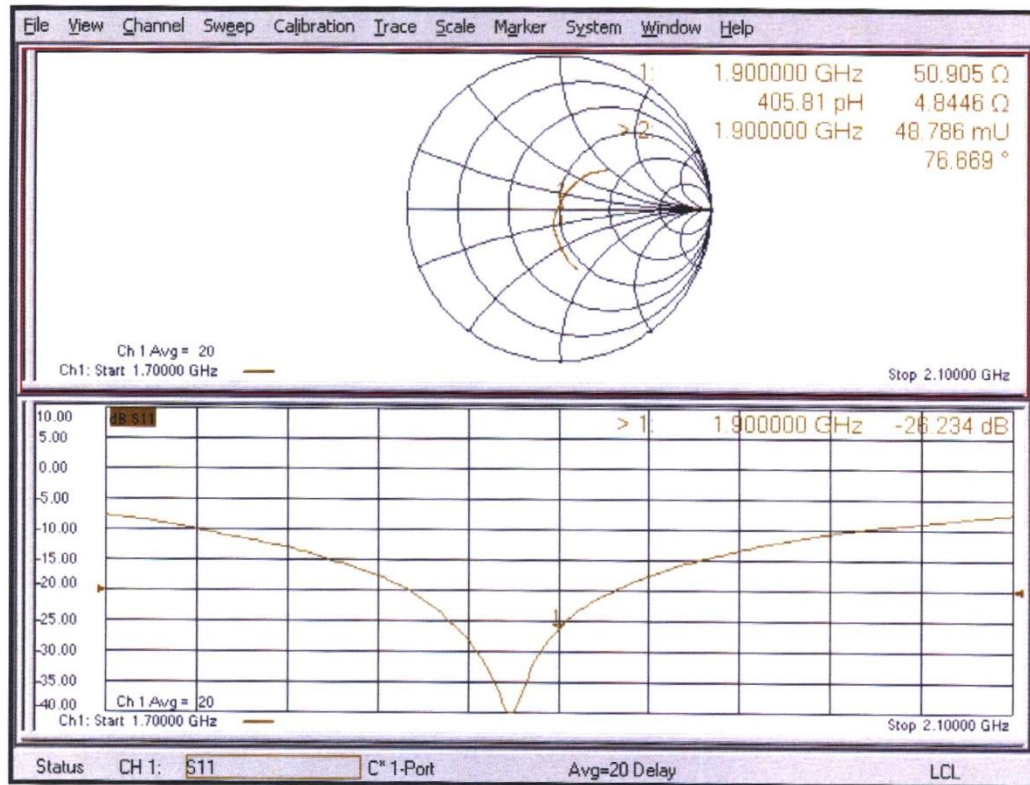 File View Channel Sweep Calibration Trace Scale Marker System Window Help
1: 1.900000 GHz 50.905 Ω
405.81 pH 4.8446 Ω
> 2: 1.900000 GHz 48.786 mU
76.669 °
Ch 1 Avg = 20
Ch1: Start 1.70000 GHz
Stop 2.10000 GHz
10.00
dB S11
> 1: 1.900000 GHz -26.234 dB
5.00
0.00
-5.00
-10.00
-15.00
-20.00
-25.00
1
-30.00
-35.00
-40.00
Ch 1 Avg = 20
Ch1: Start 1.70000 GHz
Stop 2.10000 GHz
Status CH 1: S11 C* 1-Port Avg=20 Delay LCL